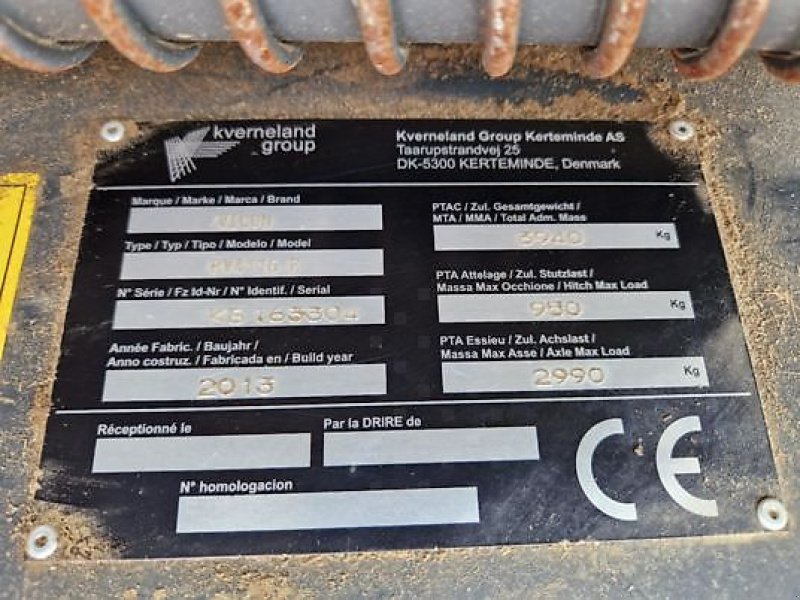 kverneland
group
Kverneland Group Kerteminde AS
Taarupstrandvej 25
DK-5300 KERTEMINDE, Denmark
Marque / Marke / Marca / Brand
VICON
Type / Typ / Tipo / Modelo / Model
N° Série / Fz Id-Nr / N° Identif. / Serial
Année Fabric. / Baujahr /
Anno costruz. / Fabricada en / Build year
2013
PTAC / Zul. Gesamtgewicht /
MTA / MMA / Total Adm. Mass
3940 Kg
PTA Attelage / Zul. Stutzlast /
Massa Max Occhione / Hitch Max Load
950 Kg
PTA Essieu / Zul. Achslast /
Massa Max Asse / Axle Max Load
2990 Kg
Réceptionné le
Par la DRIRE de
N° homologacion
CE